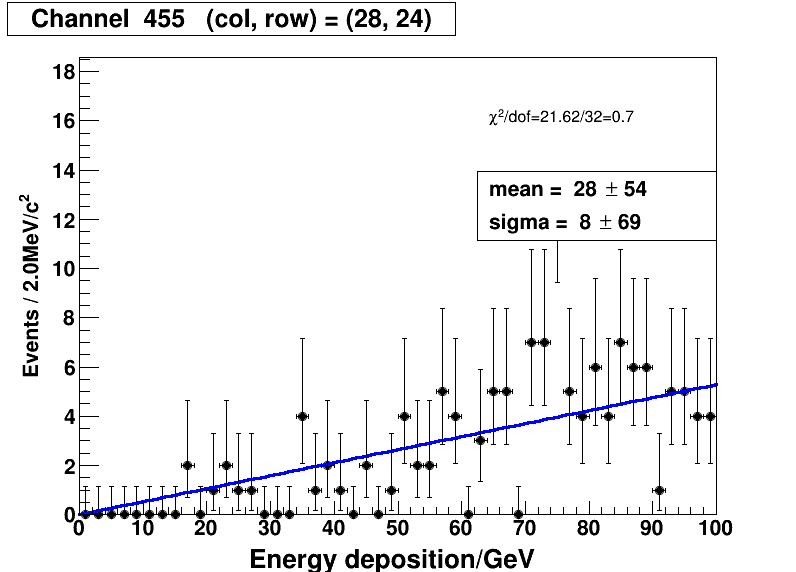 Channel 455 (col, row) = (28, 24)
χ²/dof=21.62/32=0.7
mean = 28 ± 54
sigma = 8 ± 69
Events / 2.0MeV/c²
18
16
14
12
10
8
6
4
2
0
0 10 20 30 40 50 60 70 80 90 100
Energy deposition/GeV